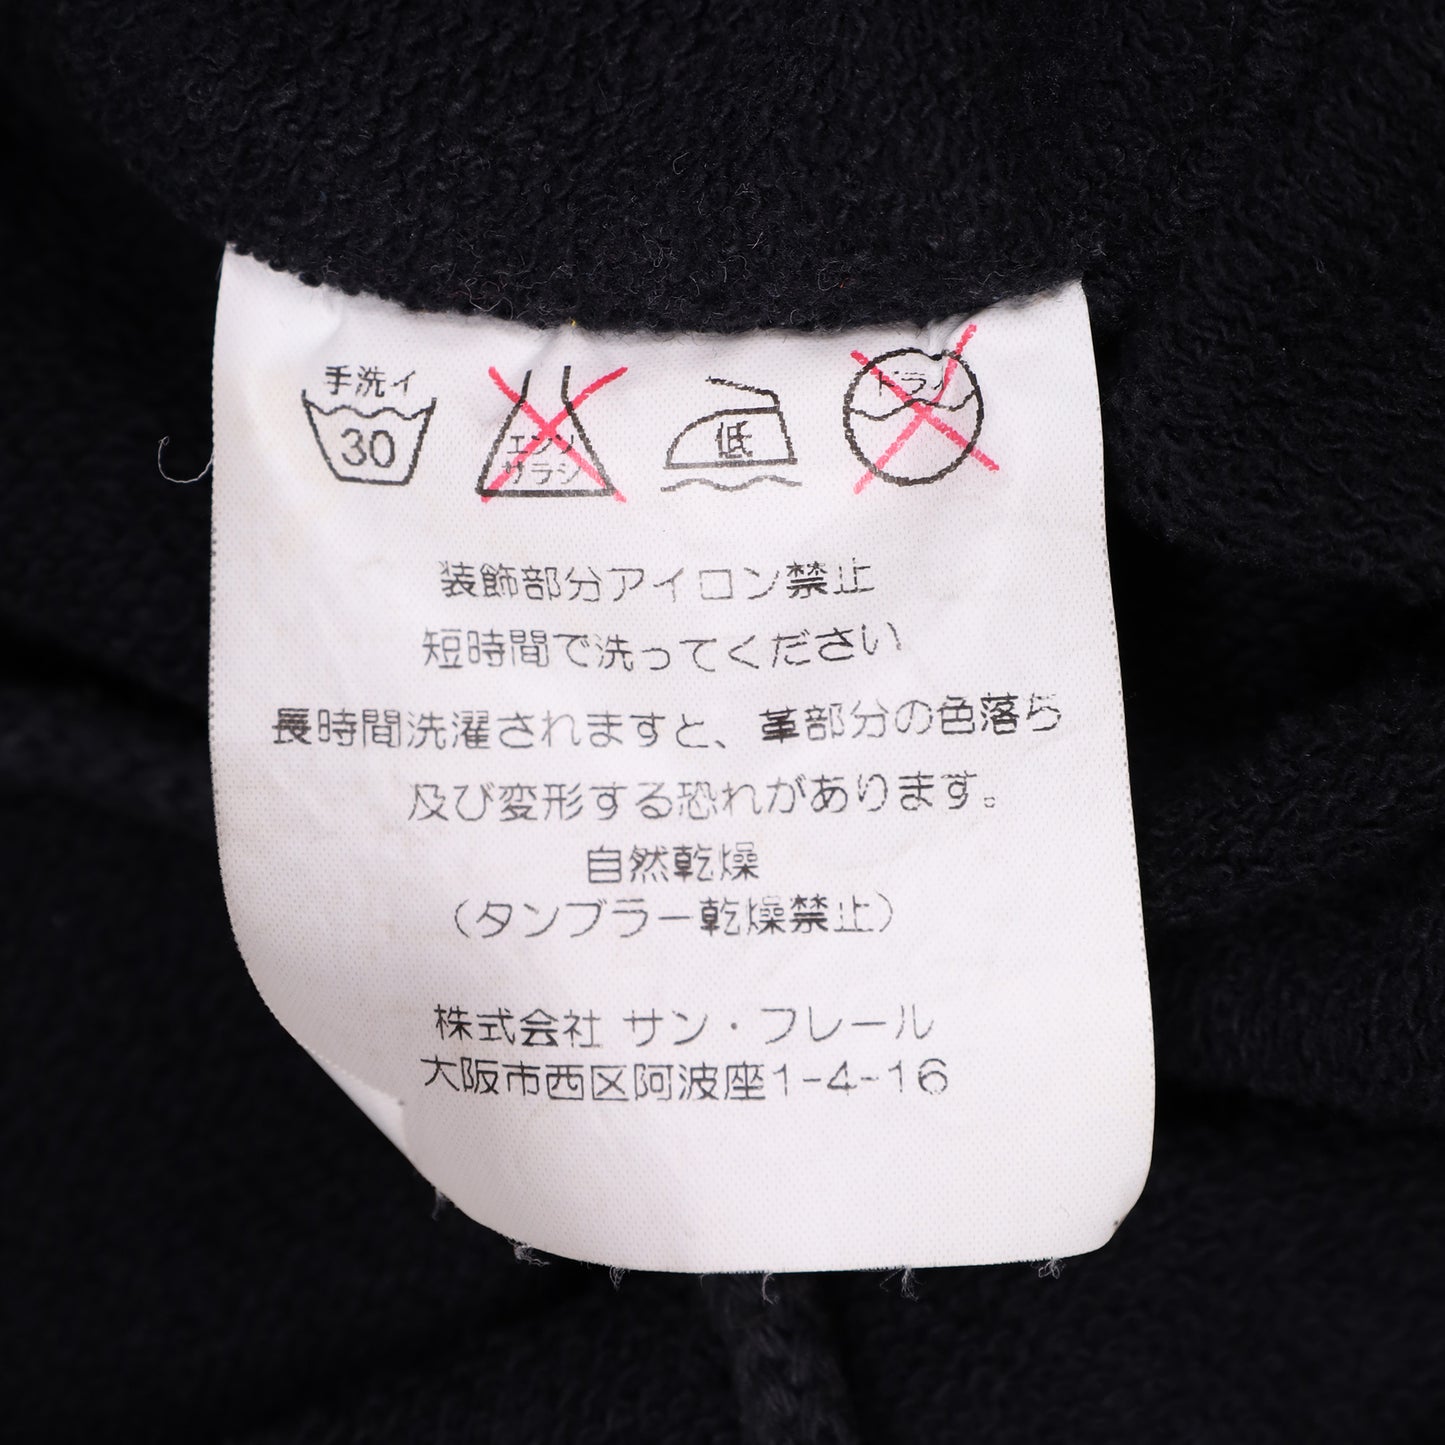 手洗イ
30
エンソ
サラシ
低
ドライ
装飾部分アイロン禁止
短時間で洗ってください
長時間洗濯されますと、革部分の色落ち
及び変形する恐れがあります。
自然乾燥
(タンブラー乾燥禁止)
株式会社 サン・フレール
大阪市西区阿波座1-4-16